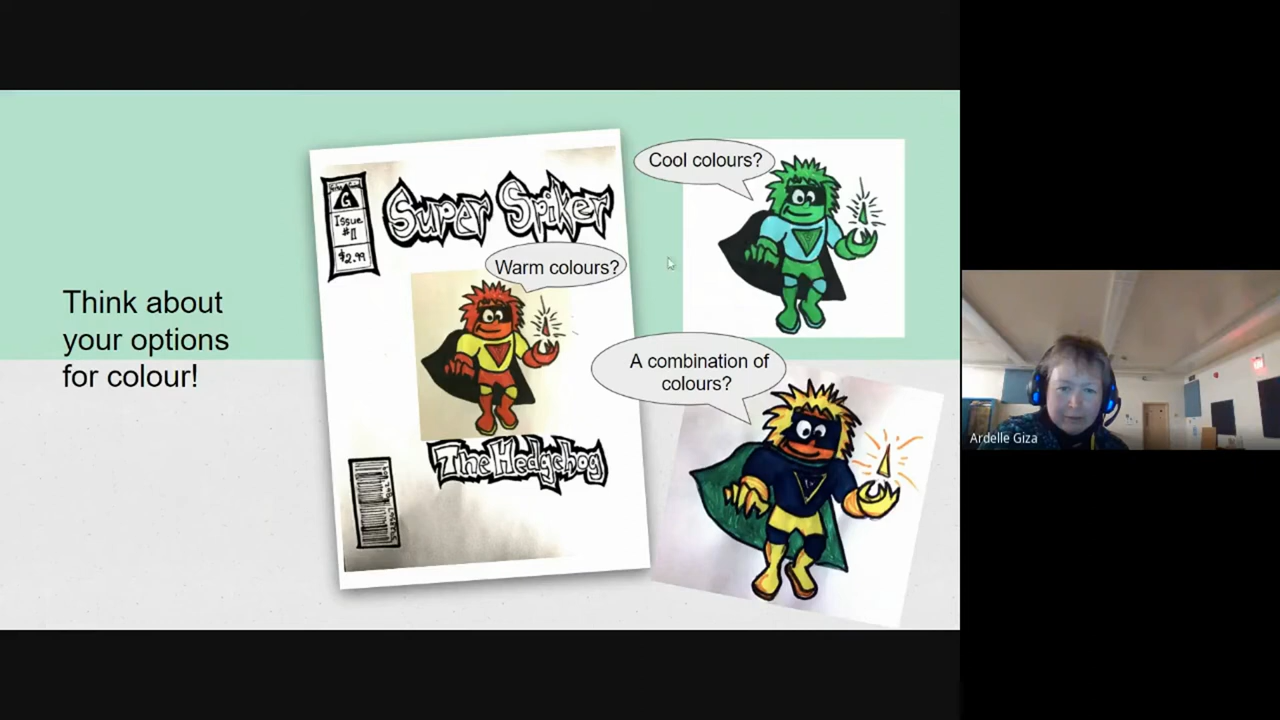 Think about
your options
for colour!
G
Issue
#11
$2.99
Super Spiker
Warm colours?
The Hedgehog
Cool colours?
A combination of
colours?
Ardelle Giza